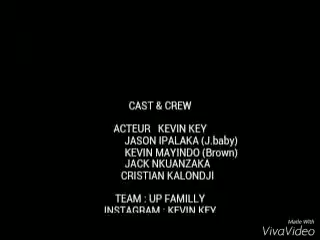 CAST & CREW
ACTEUR KEVIN KEY
JASON IPALAKA (J.baby)
KEVIN MAYINDO (Brown)
JACK NKUANZAKA
CRISTIAN KALONDJI
TEAM : UP FAMILLY
INSTAGRAM : KEVIN KEY
Made With
VivaVideo